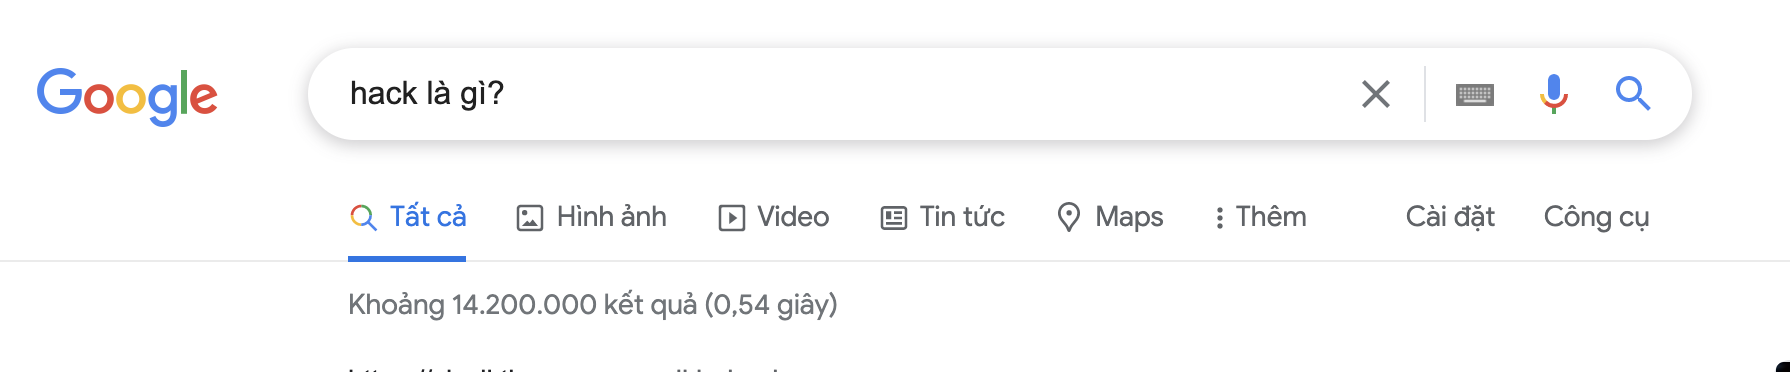 Google
hack là gì?
Tất cả Hình ảnh Video Tin tức Maps Thêm Cài đặt Công cụ
Khoảng 14.200.000 kết quả (0,54 giây)